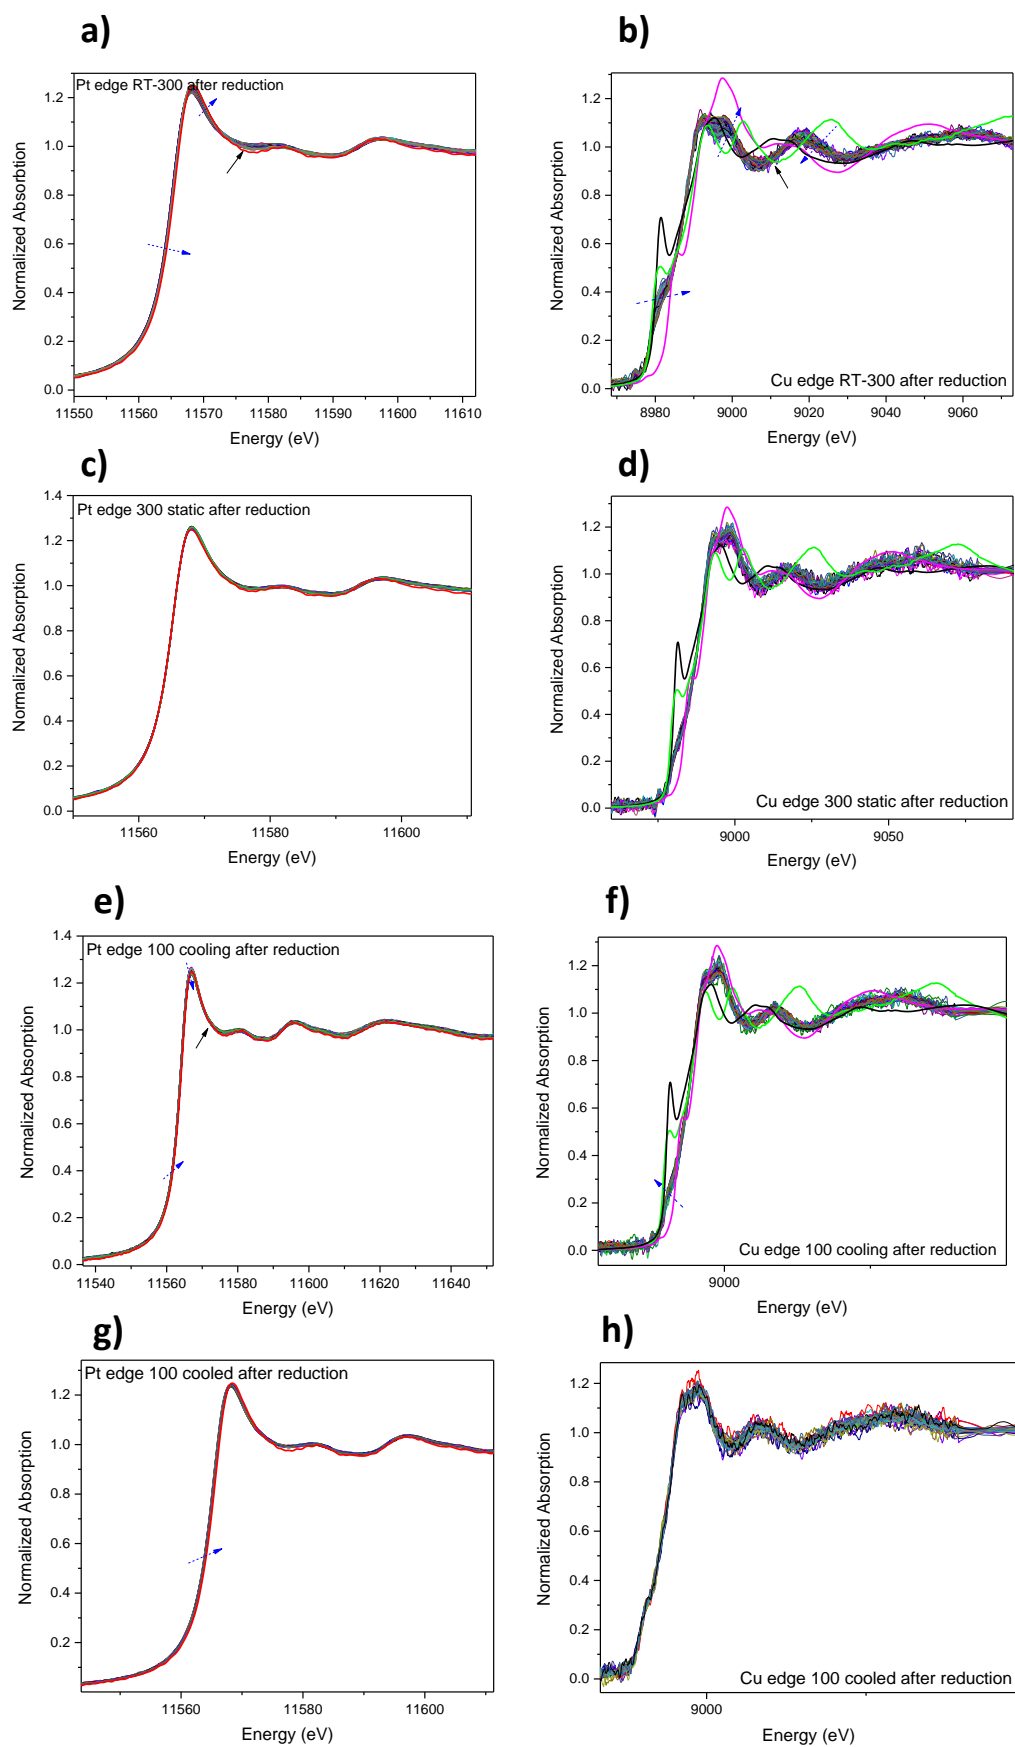 a)
Pt edge RT-300 after reduction
1.2
1.0
0.8
0.6
0.4
0.2
0.0
Normalized Absorbtion
11550 11560 11570 11580 11590 11600 11610
Energy (eV)
b)
1.2
1.0
0.8
0.6
0.4
0.2
0.0
Normalized Absorption
Cu edge RT-300 after reduction
8980 9000 9020 9040 9060
Energy (eV)
c)
Pt edge 300 static after reduction
1.4
1.2
1.0
0.8
0.6
0.4
0.2
0.0
Normalized Absorption
11560 11580 11600
Energy (eV)
d)
1.2
1.0
0.8
0.6
0.4
0.2
0.0
Normalized Absorption
Cu edge 300 static after reduction
9000 9050
Energy (eV)
e)
Pt edge 100 cooling after reduction
1.4
1.2
1.0
0.8
0.6
0.4
0.2
0.0
Normalized Absorption
11540 11560 11580 11600 11620 11640
Energy (eV)
f)
1.2
1.0
0.8
0.6
0.4
0.2
0.0
Normalized Absorption
Cu edge 100 cooling after reduction
9000
Energy (eV)
g)
Pt edge 100 cooled after reduction
1.2
1.0
0.8
0.6
0.4
0.2
Normalized Absorption
11560 11580 11600
Energy (eV)
h)
1.2
1.0
0.8
0.6
0.4
0.2
0.0
Normalized Absorption
Cu edge 100 cooled after reduction
9000
Energy (eV)